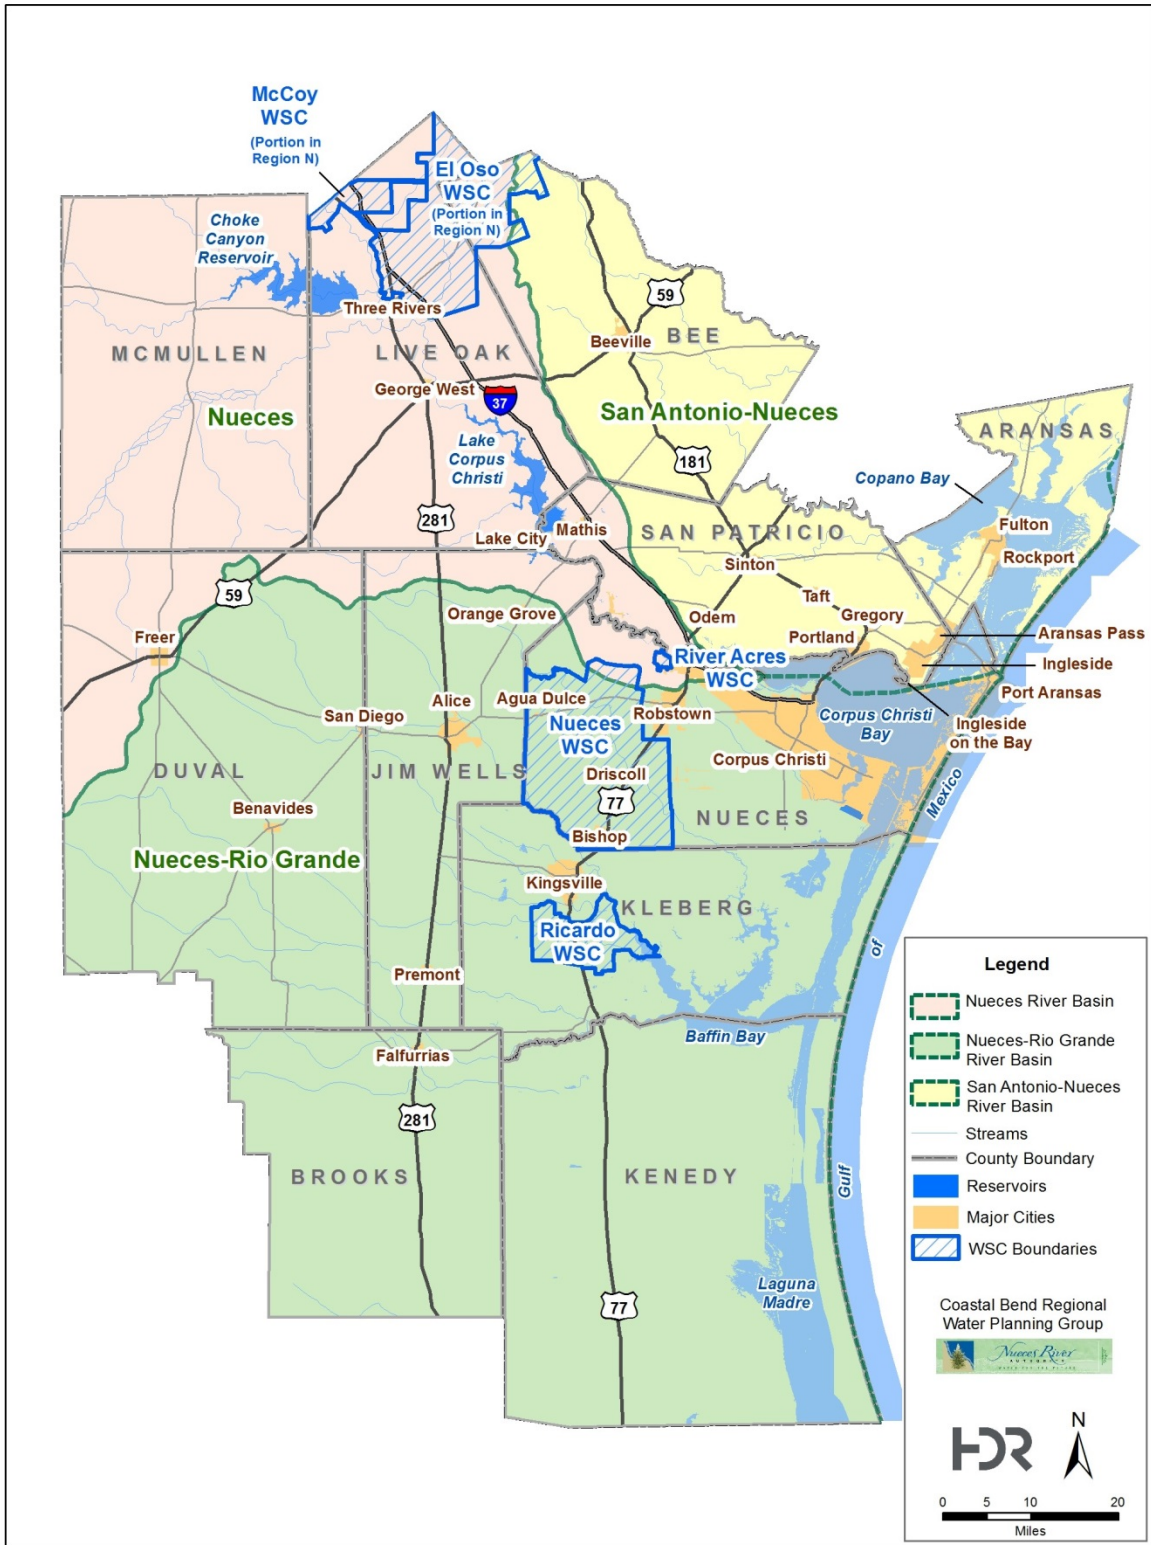 McCoy
WSC
(Portion in
Region N)
El Oso
WSC
(Portion in
Region N)
Choke
Canyon
Reservoir
Three Rivers
59
Beeville
BEE
MCMULLEN
LIVE OAK
George West
37
Nueces
San Antonio-Nueces
ARANSAS
Lake
Corpus
Christi
181
Copano Bay
281
Mathis
Lake City
SAN PATRICIO
Fulton
Rockport
Sinton
59
Taft
Orange Grove
Odem
Gregory
Freer
Portland
Aransas Pass
River Acres
WSC
Ingleside
Agua Dulce
Port Aransas
Alice
San Diego
Nueces
WSC
Robstown
Corpus Christi
Bay
Ingleside
on the Bay
Corpus Christi
DUVAL
JIM WELLS
Driscoll
77
Benavides
NUECES
Bishop
Nueces-Rio Grande
Kingsville
KLEBERG
Ricardo
WSC
Premont
Baffin Bay
Falfurrias
281
BROOKS
KENEDY
Laguna
Madre
77
Gulf
of
Mexico
Legend
Nueces River Basin
Nueces-Rio Grande
River Basin
San Antonio-Nueces
River Basin
Streams
County Boundary
Reservoirs
Major Cities
WSC Boundaries
Coastal Bend Regional
Water Planning Group
Nueces River
AUTHORITY
HDR
N
0 5 10 20
Miles